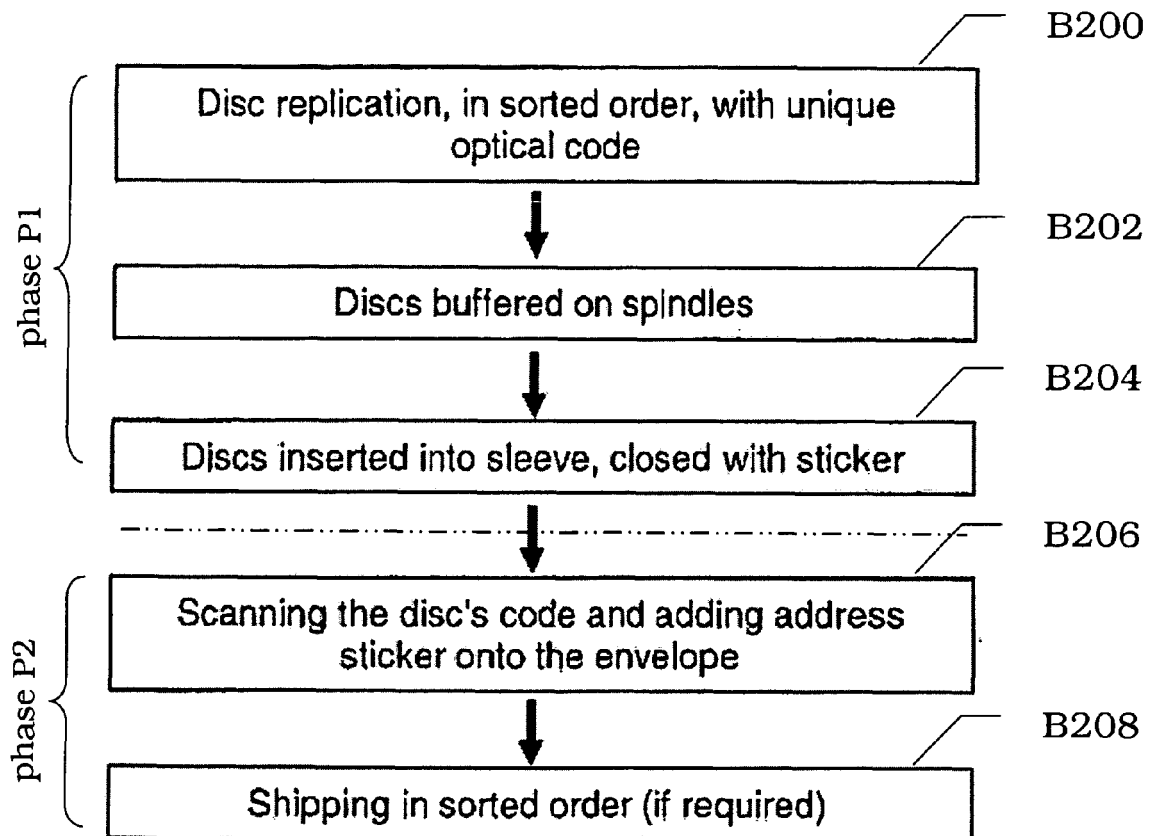 B200
Disc replication, in sorted order, with unique
optical code
B202
phase P1
Discs buffered on spindles
B204
Discs inserted into sleeve, closed with sticker
B206
Scanning the disc's code and adding address
sticker onto the envelope
phase P2
B208
Shipping in sorted order (if required)